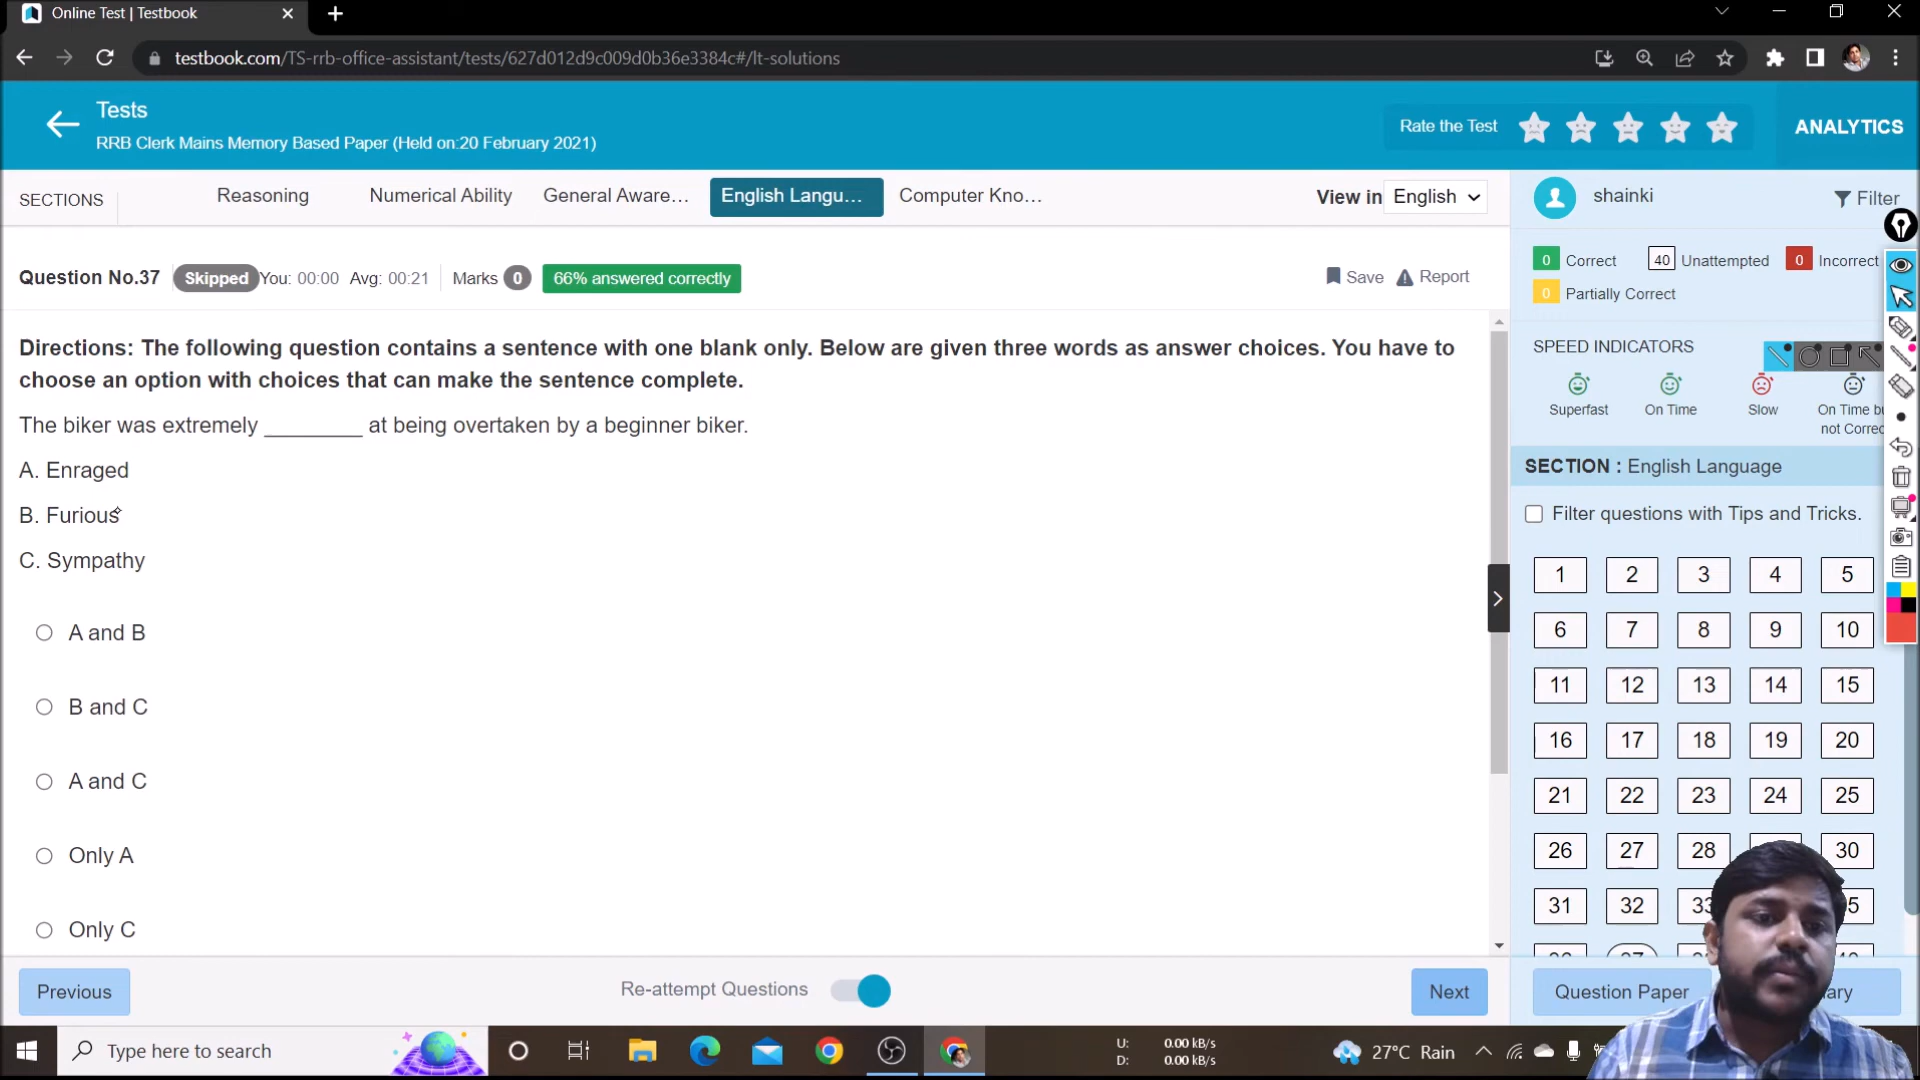 Online Test | Testbook
testbook.com/TS-rrb-office-assistant/tests/627d012d9c009d0b36e3384c#/lt-solutions
Tests
RRB Clerk Mains Memory Based Paper (Held on:20 February 2021)
Rate the Test
ANALYTICS
SECTIONS
Reasoning
Numerical Ability
General Aware...
English Langu...
Computer Kno...
View in English
shainki
Filter
Question No.37 Skipped You: 00:00 Avg: 00:21 Marks 0 66% answered correctly
Save Report
0 Correct 40 Unattempted 0 Incorrect
0 Partially Correct
Directions: The following question contains a sentence with one blank only. Below are given three words as answer choices. You have to
choose an option with choices that can make the sentence complete.
The biker was extremely ________ at being overtaken by a beginner biker.
A. Enraged
B. Furious
C. Sympathy
A and B
B and C
A and C
Only A
Only C
SPEED INDICATORS
Superfast On Time Slow On Time
not
SECTION : English Language
Filter questions with Tips and Tricks.
1 2 3 4 5
6 7 8 9 10
11 12 13 14 15
16 17 18 19 20
21 22 23 24 25
26 27 28 30
31 32
Previous
Re-attempt Questions
Next
Question Paper
Type here to search
U: 0.00 kB/s
D: 0.00 kB/s
27°C Rain